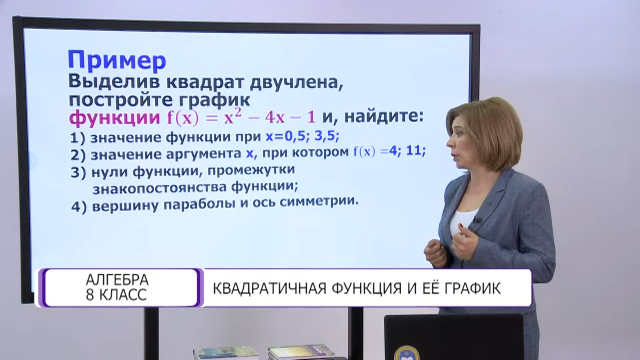 Пример
Выделив квадрат двучлена,
постройте график
функции f(x) = x² − 4x − 1 и, найдите:
1) значение функции при x=0,5; 3,5;
2) значение аргумента x, при котором f(x) =4; 11;
3) нули функции, промежутки
знакопостоянства функции;
4) вершину параболы и ось симметрии.
АЛГЕБРА
8 КЛАСС
КВАДРАТИЧНАЯ ФУНКЦИЯ И ЕЁ ГРАФИК